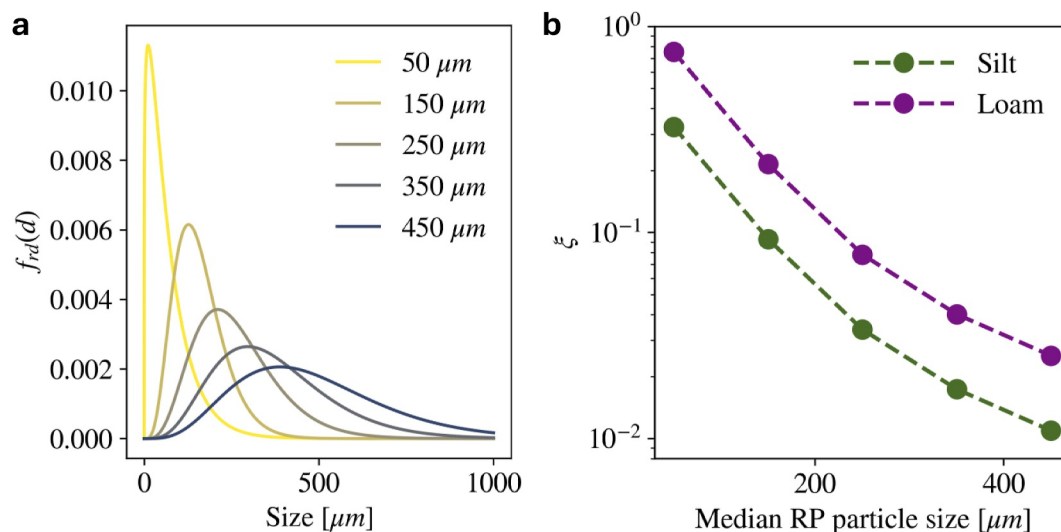 a
f_{rd}(d)
0.010
0.008
0.006
0.004
0.002
0.000
50 μm
150 μm
250 μm
350 μm
450 μm
0
500
1000
Size [μm]
b
ξ
10^0
10^{-1}
10^{-2}
Silt
Loam
200
400
Median RP particle size [μm]